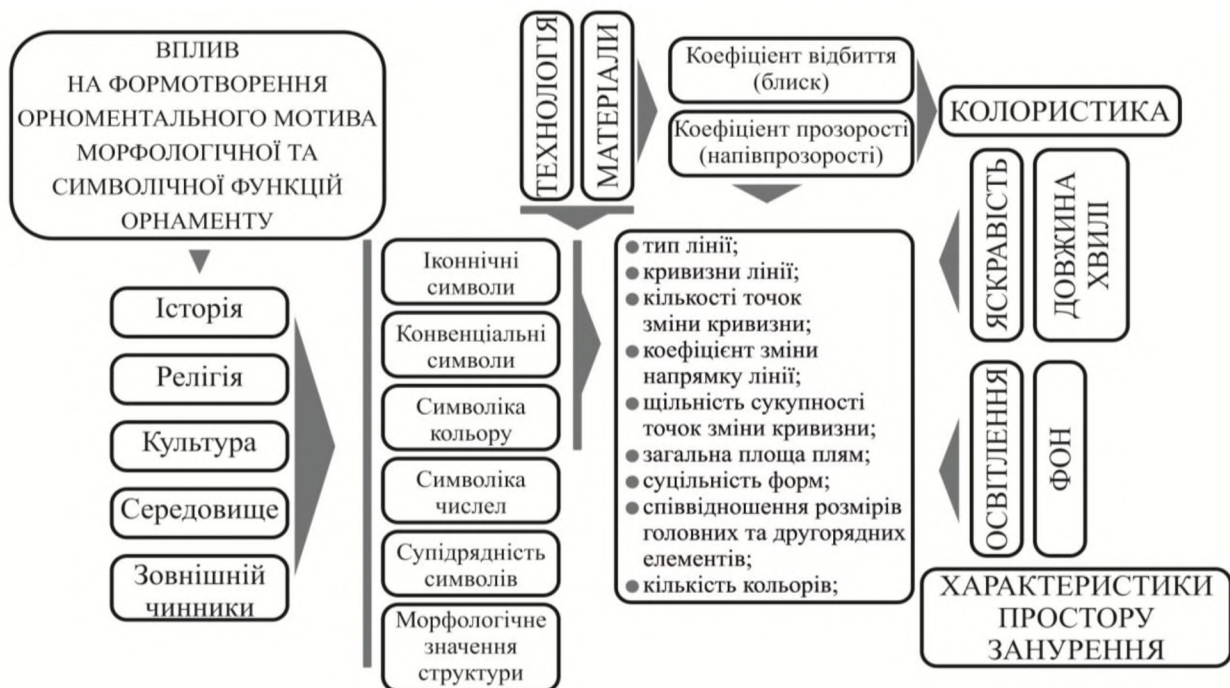 ВПЛИВ
НА ФОРМОТВОРЕННЯ
ОРНОМЕНТАЛЬНОГО МОТИВА
МОРФОЛОГІЧНОЇ ТА
СИМВОЛІЧНОЇ ФУНКЦІЙ
ОРНАМЕНТУ
Історія
Релігія
Культура
Середовище
Зовнішній
чинники
Іконнічні
символи
Конвенціальні
символи
Символіка
кольору
Символіка
числел
Супідрядність
символів
Морфологічне
значення
структури
ТЕХНОЛОГІЯ
МАТЕРІАЛИ
Коефіцієнт відбиття
(блиск)
Коефіцієнт прозорості
(напівпрозорості)
тип лінії;
кривизни лінії;
кількості точок
зміни кривизни;
коефіцієнт зміни
напрямку лінії;
щільність сукупності
точок зміни кривизни;
загальна площа плям;
суцільність форм;
співвідношення розмірів
головних та другорядних
елементів;
кількість кольорів;
КОЛОРИСТИКА
ЯСКРАВІСТЬ
ДОВЖИНА
ХВИЛІ
ОСВІТЛЕННЯ
ФОН
ХАРАКТЕРИСТИКИ
ПРОСТОРУ
ЗАНУРЕННЯ